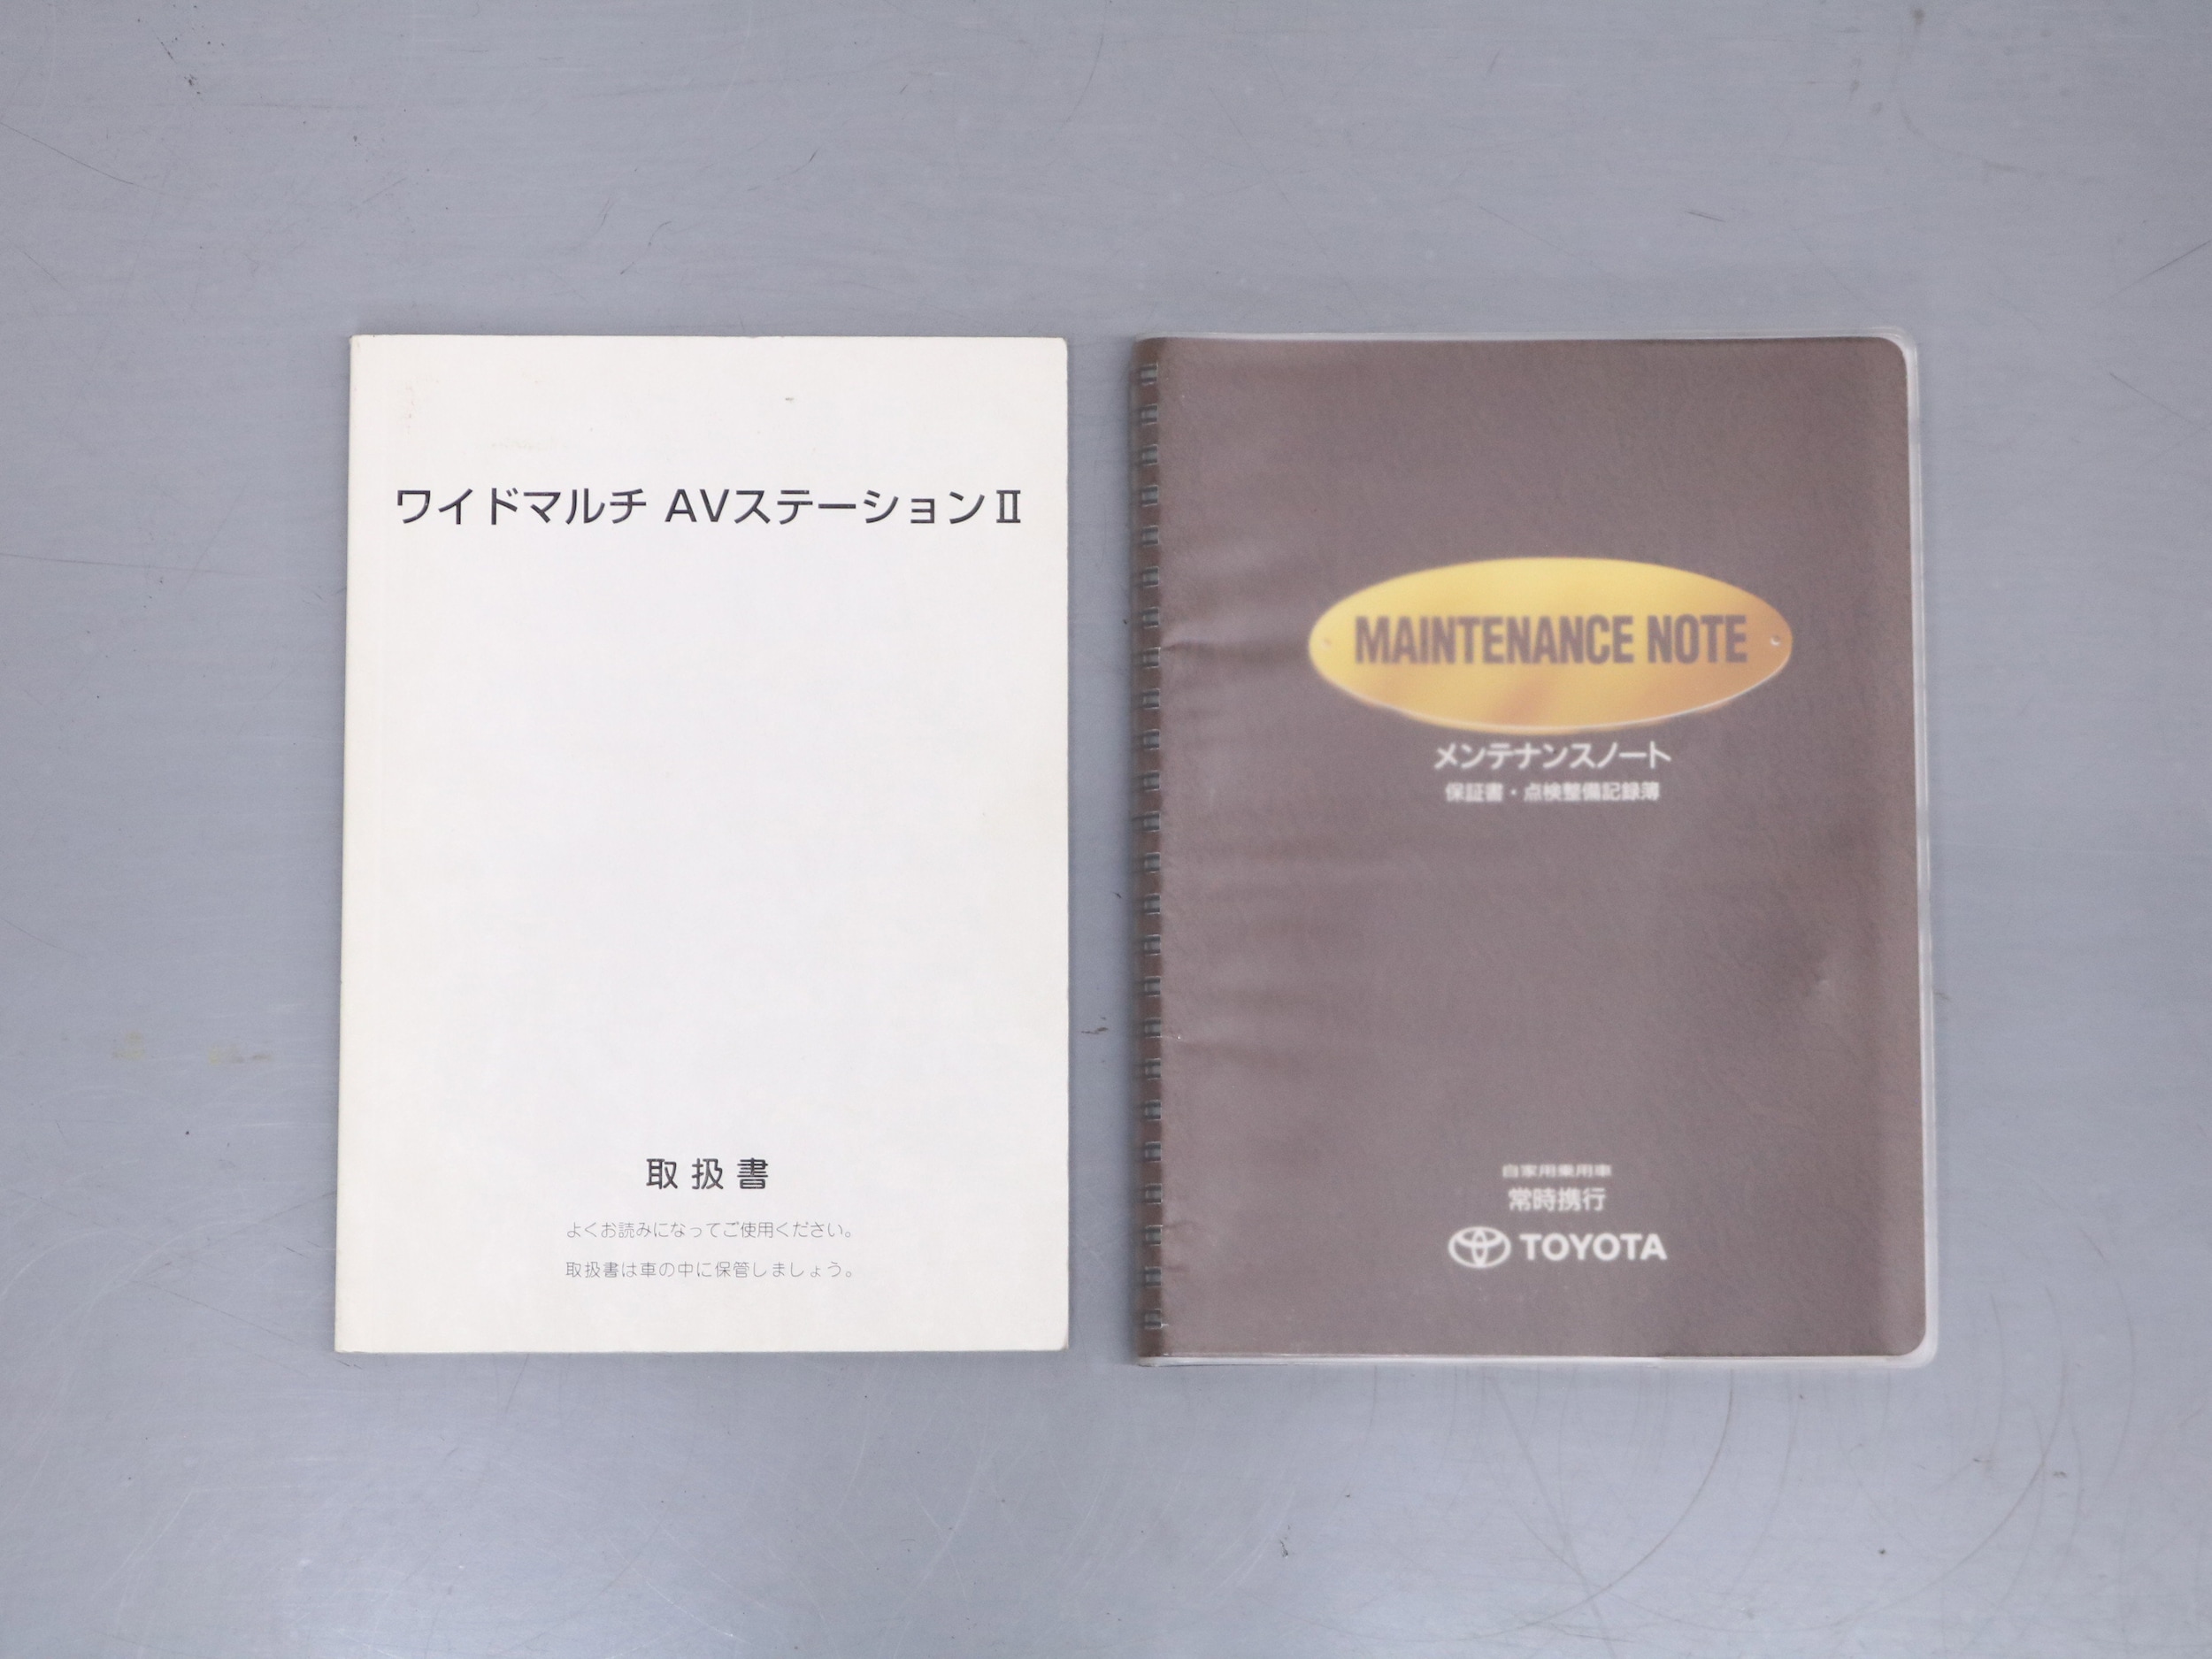 ワイドマルチ AVステーションⅡ
取扱書
よくお読みになってご使用ください。
取扱書は車の中に保管しましょう。
MAINTENANCE NOTE
メンテナンスノート
保証書・点検整備記録簿
自家用乗用車
常時携行
TOYOTA